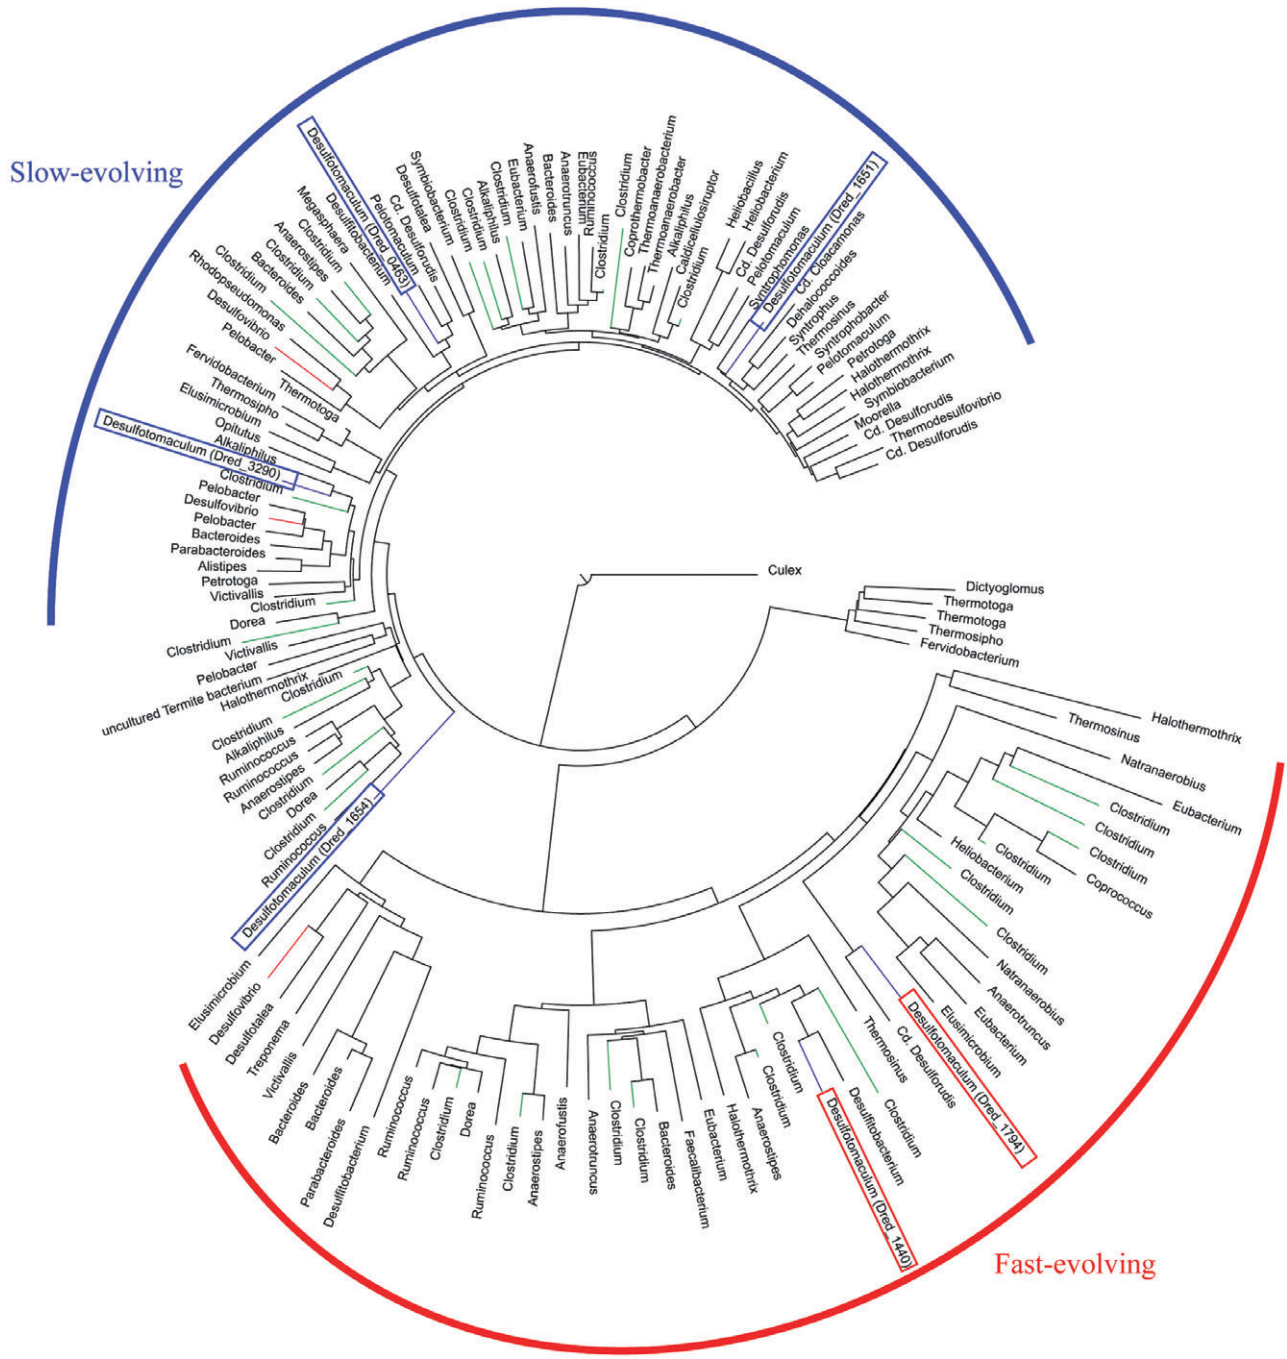 Slow-evolving
Desulfotomaculum (Dred_0463)
Pelotomaculum
Cd. Desulforudis
Desulfotalea
Symbiobacterium
Clostridium
Clostridium
Alkaliphilus
Clostridium
Eubacterium
Anaerofustis
Bacteroides
Anaerotruncus
Eubacterium
Ruminococcus
Clostridium
Clostridium
Coprothermobacter
Thermoanaerobacterium
Thermoanaerobacter
Alkaliphilus
Caldicellulosiruptor
Clostridium
Heliobacillus
Heliobacterium
Cd. Desulforudis
Pelotomaculum
Syntrophomonas
Desulfotomaculum (Dred_1651)
Cd. Cloacamonas
Dehalococcoides
Syntrophus
Thermosinus
Syntrophobacter
Pelotomaculum
Petrotoga
Halothermothrix
Halothermothrix
Symbiobacterium
Moorella
Cd. Desulforudis
Thermodesulfovibrio
Cd. Desulforudis
Desulfitobacterium
Megasphaera
Clostridium
Anaerostipes
Clostridium
Bacteroides
Clostridium
Rhodopseudomonas
Desulfovibrio
Pelobacter
Thermotoga
Fervidobacterium
Thermosipho
Elusimicrobium
Opitutus
Alkaliphilus
Desulfotomaculum (Dred_3290)
Clostridium
Pelobacter
Desulfovibrio
Pelobacter
Bacteroides
Parabacteroides
Alistipes
Petrotoga
Victivallis
Clostridium
Dorea
Clostridium
Victivallis
Pelobacter
uncultured Termite bacterium
Halothermothrix
Clostridium
Clostridium
Alkaliphilus
Ruminococcus
Ruminococcus
Anaerostipes
Clostridium
Dorea
Clostridium
Ruminococcus
Desulfotomaculum (Dred_1654)
Culex
Dictyoglomus
Thermotoga
Thermotoga
Thermosipho
Fervidobacterium
Halothermothrix
Thermosinus
Natranaerobius
Eubacterium
Clostridium
Clostridium
Clostridium
Coprococcus
Clostridium
Heliobacterium
Clostridium
Clostridium
Natranaerobius
Anaerotruncus
Eubacterium
Elusimicrobium
Desulfotomaculum (Dred_1794)
Cd. Desulforudis
Thermosinus
Clostridium
Desulfitobacterium
Desulfotomaculum (Dred_1440)
Clostridium
Clostridium
Anaerostipes
Halothermothrix
Eubacterium
Faecalibacterium
Bacteroides
Clostridium
Clostridium
Anaerotruncus
Anaerofustis
Anaerostipes
Clostridium
Ruminococcus
Dorea
Clostridium
Ruminococcus
Ruminococcus
Desulfitobacterium
Parabacteroides
Bacteroides
Bacteroides
Victivallis
Treponema
Desulfotalea
Desulfovibrio
Elusimicrobium
Fast-evolving